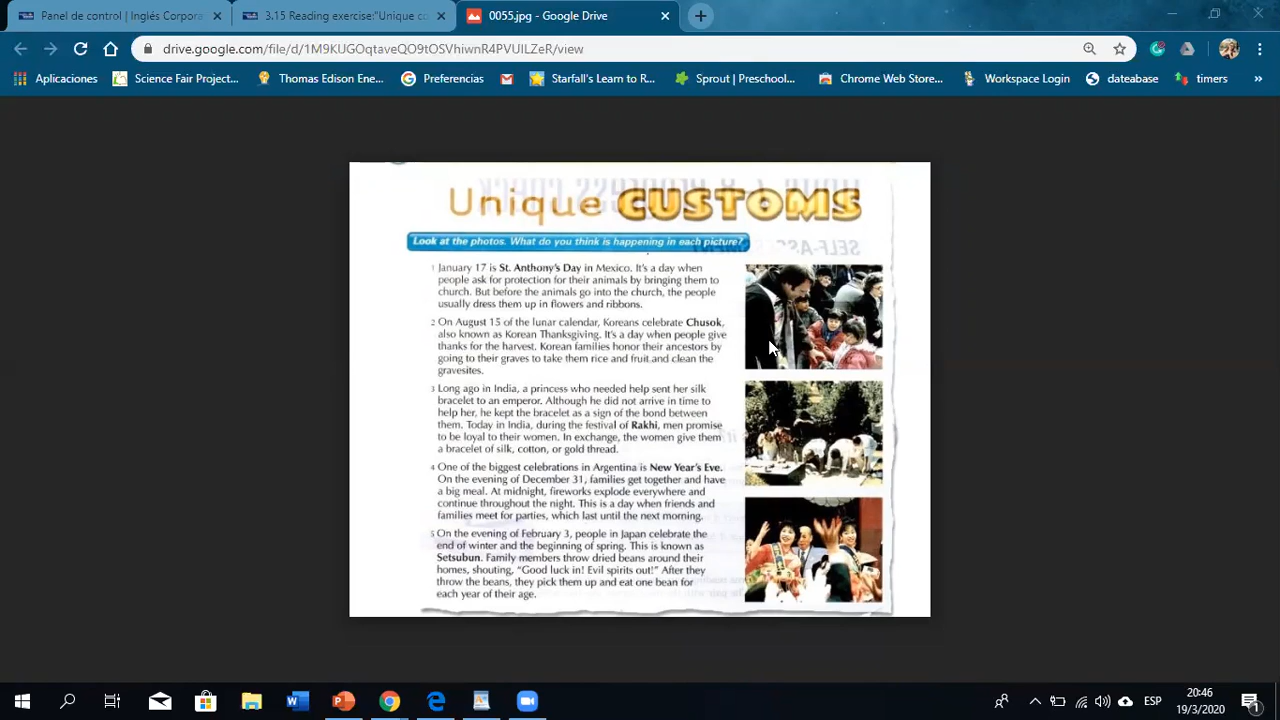 Panel de control | Inglés Corpora
3.15 Reading exercise:"Unique co
0055.jpg - Google Drive
drive.google.com/file/d/1M9KUGOqtaveQO9tOSVhiwnR4PVUILZeR/view
Aplicaciones
Science Fair Project...
Thomas Edison Ene...
Preferencias
Starfall's Learn to R...
Sprout | Preschool...
Chrome Web Store...
Workspace Login
dateabase
timers
»
Unique CUSTOMS
Look at the photos. What do you think is happening in each picture?
1 January 17 is St. Anthony's Day in Mexico. It's a day when
people ask for protection for their animals by bringing them to
church. But before the animals go into the church, the people
usually dress them up in flowers and ribbons.
2 On August 15 of the lunar calendar, Koreans celebrate Chusok,
also known as Korean Thanksgiving. It's a day when people give
thanks for the harvest. Korean families honor their ancestors by
going to their graves to take them rice and fruit and clean the
gravesites.
3 Long ago in India, a princess who needed help sent her silk
bracelet to an emperor. Although he did not arrive in time to
help her, he kept the bracelet as a sign of the bond between
them. Today in India, during the festival of Rakhi, men promise
to be loyal to their women. In exchange, the women give them
a bracelet of silk, cotton, or gold thread.
4 One of the biggest celebrations in Argentina is New Year's Eve.
On the evening of December 31, families get together and have
a big meal. At midnight, fireworks explode everywhere and
continue throughout the night. This is a day when friends and
families meet for parties, which last until the next morning.
5 On the evening of February 3, people in Japan celebrate the
end of winter and the beginning of spring. This is known as
Setsubun. Family members throw dried beans around their
homes, shouting, "Good luck in! Evil spirits out!" After they
throw the beans, they pick them up and eat one bean for
each year of their age.
ESP
20:46
19/3/2020